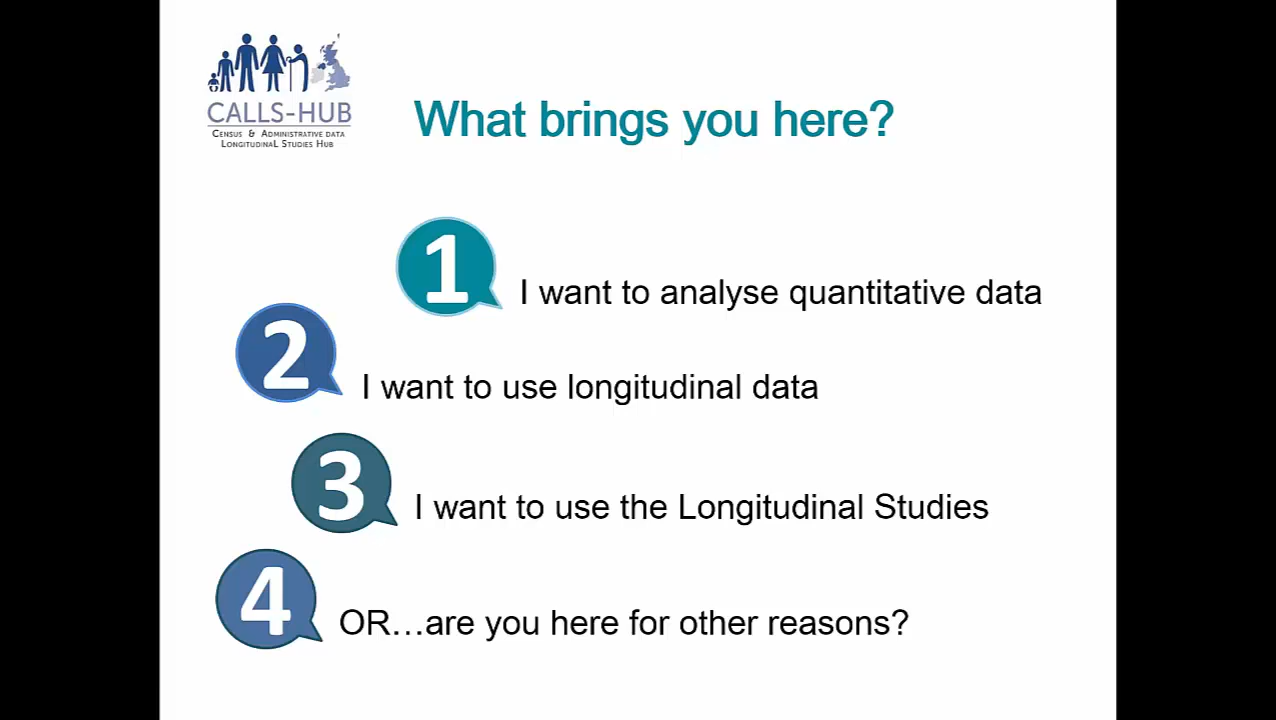 CALLS-HUB
CENSUS & ADMINISTRATIVE DATA
LONGITUDINAL STUDIES HUB
What brings you here?
1
I want to analyse quantitative data
2
I want to use longitudinal data
3
I want to use the Longitudinal Studies
4
OR…are you here for other reasons?